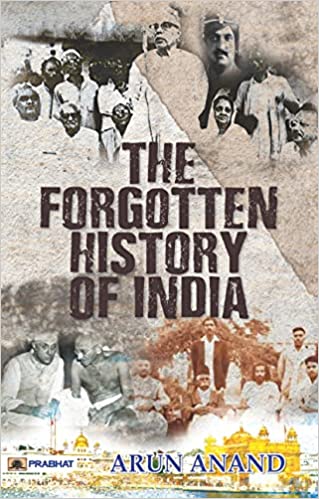 THE
FORGOTTEN
HISTORY
OF INDIA
PRABHAT
ARUN ANAND